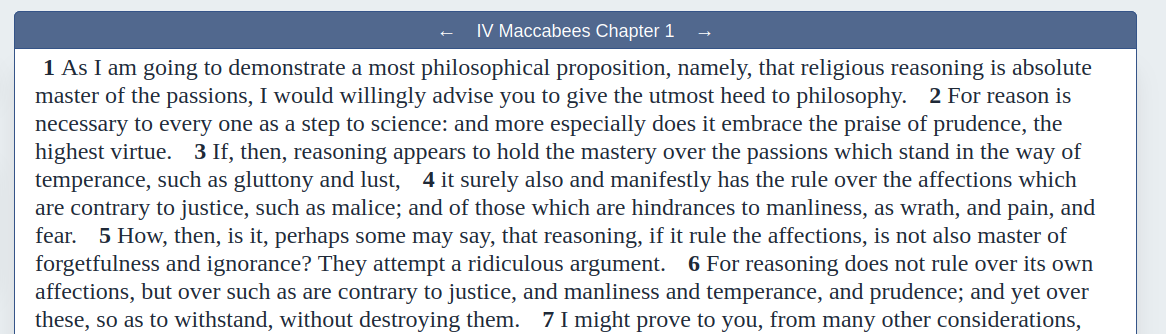 ← IV Maccabees Chapter 1 →
1 As I am going to demonstrate a most philosophical proposition, namely, that religious reasoning is absolute
master of the passions, I would willingly advise you to give the utmost heed to philosophy. 2 For reason is
necessary to every one as a step to science: and more especially does it embrace the praise of prudence, the
highest virtue. 3 If, then, reasoning appears to hold the mastery over the passions which stand in the way of
temperance, such as gluttony and lust, 4 it surely also and manifestly has the rule over the affections which
are contrary to justice, such as malice; and of those which are hindrances to manliness, as wrath, and pain, and
fear. 5 How, then, is it, perhaps some may say, that reasoning, if it rule the affections, is not also master of
forgetfulness and ignorance? They attempt a ridiculous argument. 6 For reasoning does not rule over its own
affections, but over such as are contrary to justice, and manliness and temperance, and prudence; and yet over
these, so as to withstand, without destroying them. 7 I might prove to you, from many other considerations,